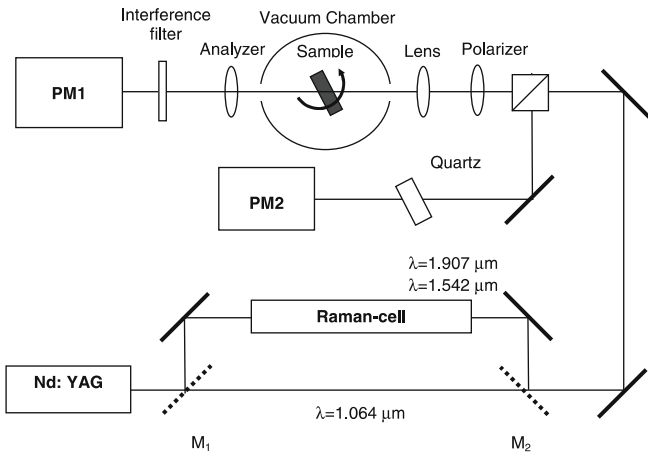 Interference
filter
Vacuum Chamber
Analyzer
Sample
Lens
Polarizer
PM1
Quartz
PM2
λ=1.907 μm
λ=1.542 μm
Raman-cell
Nd: YAG
λ=1.064 μm
M₁
M₂